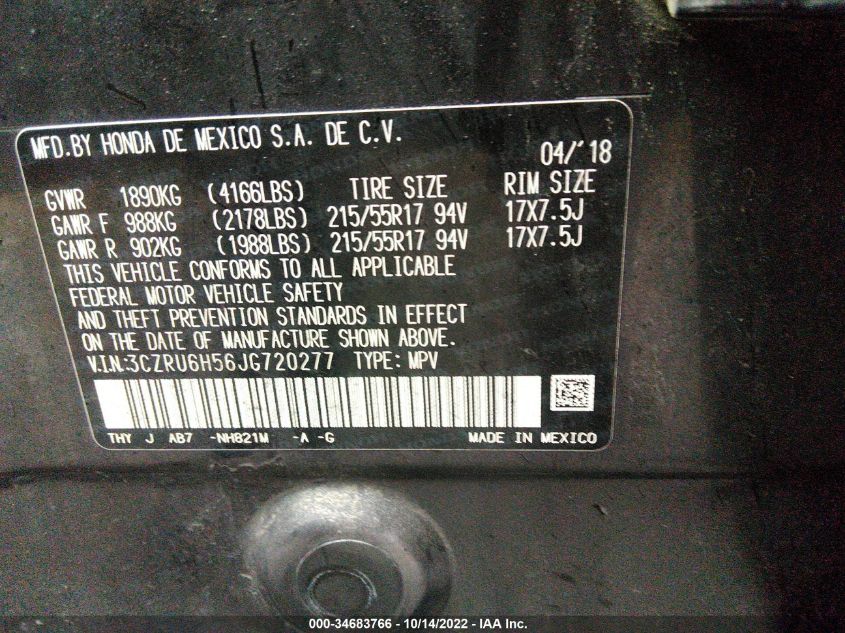 MFD.BY HONDA DE MEXICO S.A. DE C.V.
04/'18
GVWR 1890KG (4166LBS) TIRE SIZE RIM SIZE
GAWR F 988KG (2178LBS) 215/55R17 94V 17X7.5J
GAWR R 902KG (1988LBS) 215/55R17 94V 17X7.5J
THIS VEHICLE CONFORMS TO ALL APPLICABLE
FEDERAL MOTOR VEHICLE SAFETY
AND THEFT PREVENTION STANDARDS IN EFFECT
ON THE DATE OF MANUFACTURE SHOWN ABOVE.
V.I.N.:3CZRU6H56JG720277 TYPE: MPV
THY J AB7 -NH821M -A -G MADE IN MEXICO
000-34683766 - 10/14/2022 - IAA Inc.